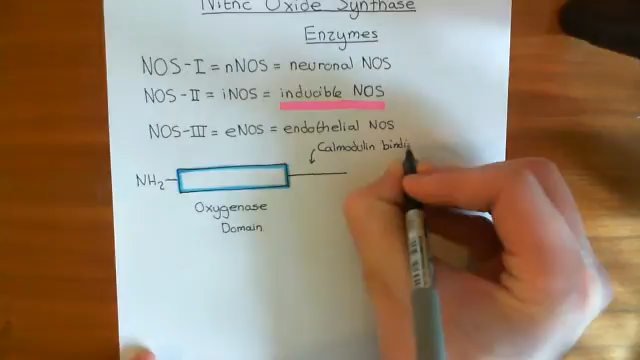 Nitric Oxide Synthase
Enzymes
NOS-I = nNOS = neuronal NOS
NOS-II = iNOS = inducible NOS
NOS-III = eNOS = endothelial NOS
Calmodulin bindi
NH2
Oxygenase
Domain